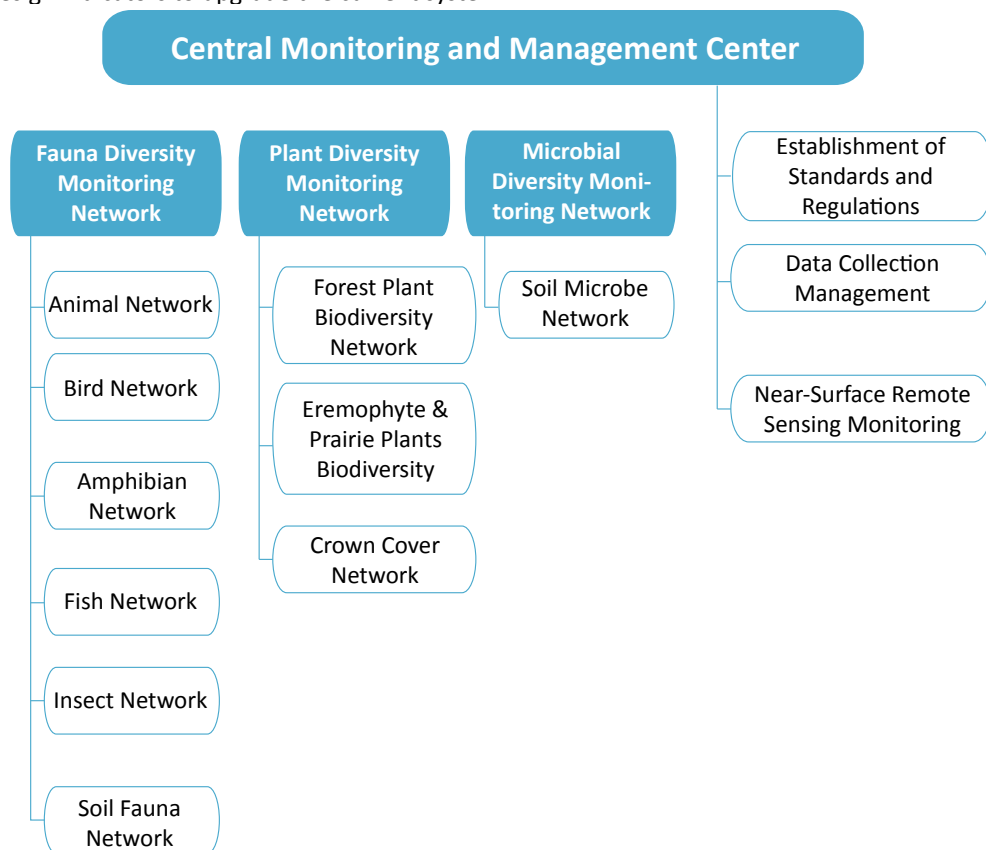 Central Monitoring and Management Center
Fauna Diversity
Monitoring
Network
Animal Network
Bird Network
Amphibian
Network
Fish Network
Insect Network
Soil Fauna
Network
Plant Diversity
Monitoring
Network
Forest Plant
Biodiversity
Network
Eremophyte &
Prairie Plants
Biodiversity
Crown Cover
Network
Microbial
Diversity Moni-
toring Network
Soil Microbe
Network
Establishment of
Standards and
Regulations
Data Collection
Management
Near-Surface Remote
Sensing Monitoring